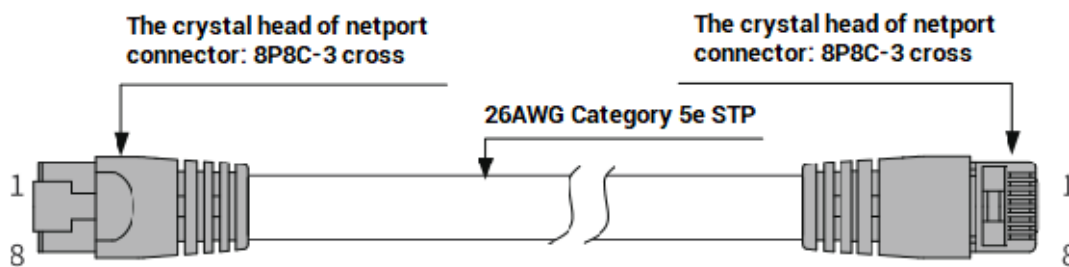 The crystal head of netport
connector: 8P8C-3 cross
The crystal head of netport
connector: 8P8C-3 cross
26AWG Category 5e STP
1
1
8
8